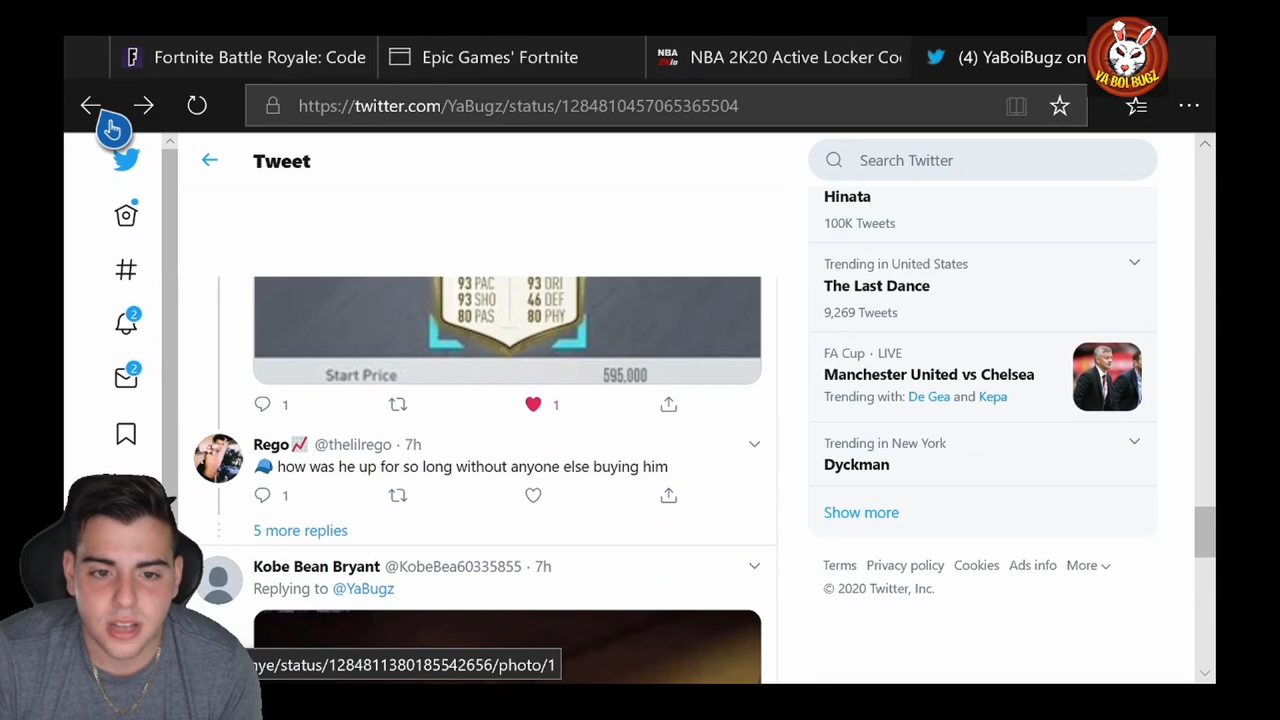 Fortnite Battle Royale: Code
Epic Games' Fortnite
NBA 2K20 Active Locker Co
(4) YaBoiBugz on
YA BOI BUGZ
https://twitter.com/YaBugz/status/1284810457065365504
Tweet
Search Twitter
Hinata
100K Tweets
Trending in United States
The Last Dance
9,269 Tweets
FA Cup · LIVE
Manchester United vs Chelsea
Trending with: De Gea and Kepa
Trending in New York
Dyckman
Show more
Terms Privacy policy Cookies Ads info More
© 2020 Twitter, Inc.
2
2
93 PAC 93 DRI
93 SHO 46 DEF
80 PAS 80 PHY
Start Price 595,000
1 1
Rego @thelilrego · 7h
how was he up for so long without anyone else buying him
1
5 more replies
Kobe Bean Bryant @KobeBea60335855 · 7h
Replying to @YaBugz
nye/status/1284811380185542656/photo/1